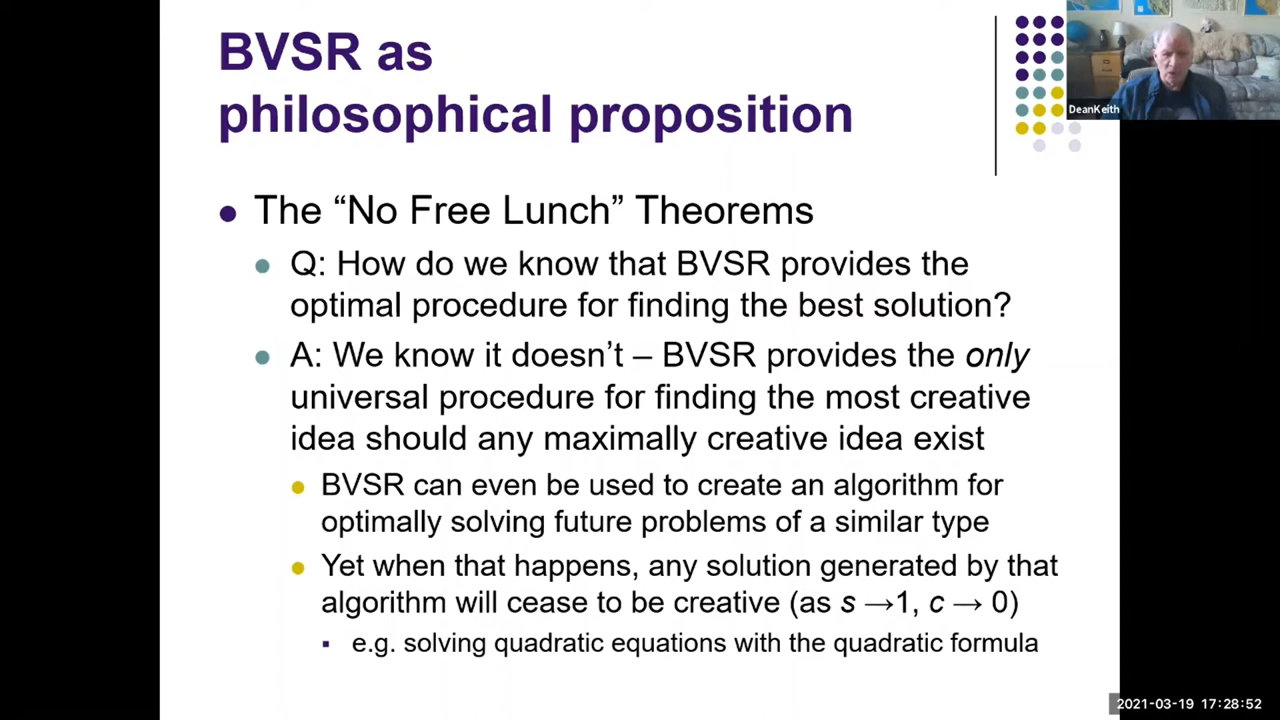 BVSR as
philosophical proposition
DeanKeith
● The “No Free Lunch” Theorems
● Q: How do we know that BVSR provides the
optimal procedure for finding the best solution?
● A: We know it doesn’t – BVSR provides the only
universal procedure for finding the most creative
idea should any maximally creative idea exist
● BVSR can even be used to create an algorithm for
optimally solving future problems of a similar type
● Yet when that happens, any solution generated by that
algorithm will cease to be creative (as s →1, c → 0)
▪ e.g. solving quadratic equations with the quadratic formula
2021-03-19 17:28:52